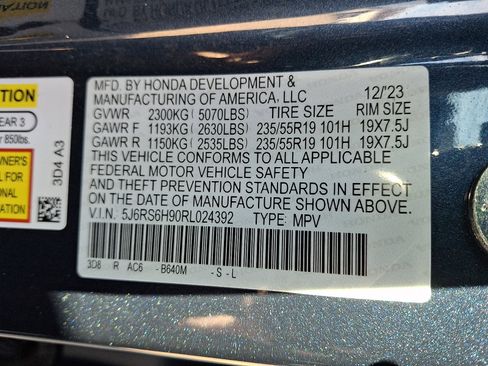 MFD. BY HONDA DEVELOPMENT &
MANUFACTURING OF AMERICA, LLC 12/'23
GVWR 2300KG (5070LBS) TIRE SIZE RIM SIZE
GAWR F 1193KG (2630LBS) 235/55R19 101H 19X7.5J
GAWR R 1150KG (2535LBS) 235/55R19 101H 19X7.5J
THIS VEHICLE CONFORMS TO ALL APPLICABLE
FEDERAL MOTOR VEHICLE SAFETY
AND THEFT PREVENTION STANDARDS IN EFFECT
ON THE DATE OF MANUFACTURE SHOWN ABOVE.
V.I.N. 5J6RS6H90RL024392 TYPE: MPV
3D8 R AC6 -B640M -S-L
EAR 3
850lbs.
3D4 A3